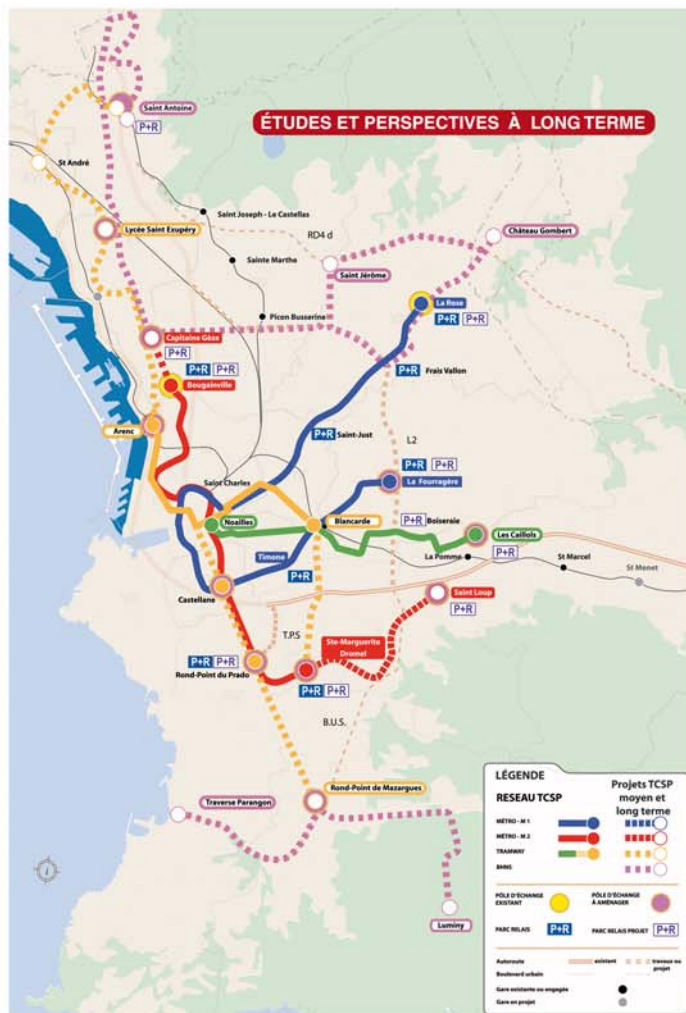 ÉTUDES ET PERSPECTIVES À LONG TERME
Saint Antoine
P+R
St André
Lycée Saint Exupéry
Saint Joseph - Le Castellas
RD4 d
Château Gombert
Sainte Marthe
Saint Jérôme
La Rose
P+R P+R
Picon Busserine
Capitaine Gèze
P+R
P+R P+R
Bougainville
P+R
Frais Vallon
Arenc
P+R
Saint-Just
L2
P+R P+R
La Fourragère
Saint Charles
Noailles
Blancarde
P+R
Boiseraie
Les Caillols
P+R
Timone
P+R
La Pomme
St Marcel
St Menet
Castellane
Saint Loup
P+R
T.P.S
Ste-Marguerite
Dromel
P+R P+R
Rond-Point du Prado
P+R P+R
B.U.S.
Rond-Point de Mazargues
Traverse Parangon
Luminy
LÉGENDE
RESEAU TCSP
Projets TCSP
moyen et
long terme
MÉTRO - M 1
MÉTRO - M 2
TRAMWAY
BHNS
PÔLE D'ÉCHANGE
EXISTANT
PÔLE D'ÉCHANGE
À AMÉNAGER
PARC RELAIS
P+R
PARC RELAIS PROJET
P+R
Autoroute
existant
travaux ou
projet
Boulevard urbain
Gare existante ou engagée
Gare en projet